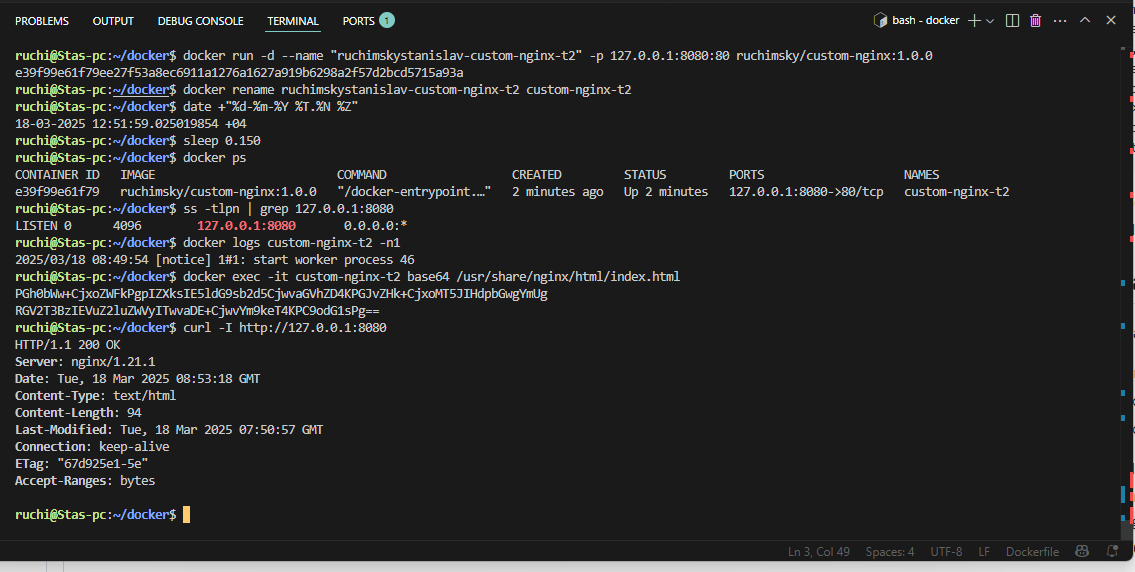 PROBLEMS OUTPUT DEBUG CONSOLE TERMINAL PORTS 1 bash - docker
ruchi@Stas-pc:~/docker$ docker run -d --name "ruchimskystanislav-custom-nginx-t2" -p 127.0.0.1:8080:80 ruchimsky/custom-nginx:1.0.0
e39f99e61f79ee27f53a8ec6911a1276a1627a919b6298a2f57d2bcd5715a93a
ruchi@Stas-pc:~/docker$ docker rename ruchimskystanislav-custom-nginx-t2 custom-nginx-t2
ruchi@Stas-pc:~/docker$ date +"%d-%m-%Y %T.%N %Z"
18-03-2025 12:51:59.025019854 +04
ruchi@Stas-pc:~/docker$ sleep 0.150
ruchi@Stas-pc:~/docker$ docker ps
CONTAINER ID IMAGE COMMAND CREATED STATUS PORTS NAMES
e39f99e61f79 ruchimsky/custom-nginx:1.0.0 "/docker-entrypoint.…" 2 minutes ago Up 2 minutes 127.0.0.1:8080->80/tcp custom-nginx-t2
ruchi@Stas-pc:~/docker$ ss -tlpn | grep 127.0.0.1:8080
LISTEN 0 4096 127.0.0.1:8080 0.0.0.0:*
ruchi@Stas-pc:~/docker$ docker logs custom-nginx-t2 -n1
2025/03/18 08:49:54 [notice] 1#1: start worker process 46
ruchi@Stas-pc:~/docker$ docker exec -it custom-nginx-t2 base64 /usr/share/nginx/html/index.html
PGh0bWw+CjxoZWFkPgpIZXksIE5ldG9sb2d5CjwvaGVhZD4KPGJvZHk+CjxoMT5JIHdpbGwgYmUg
RGV2T3BzIEVuZ2luZWVyITwvaDE+CjwvYm9keT4KPC9odG1sPg==
ruchi@Stas-pc:~/docker$ curl -I http://127.0.0.1:8080
HTTP/1.1 200 OK
Server: nginx/1.21.1
Date: Tue, 18 Mar 2025 08:53:18 GMT
Content-Type: text/html
Content-Length: 94
Last-Modified: Tue, 18 Mar 2025 07:50:57 GMT
Connection: keep-alive
ETag: "67d925e1-5e"
Accept-Ranges: bytes
ruchi@Stas-pc:~/docker$
Ln 3, Col 49 Spaces: 4 UTF-8 LF Dockerfile